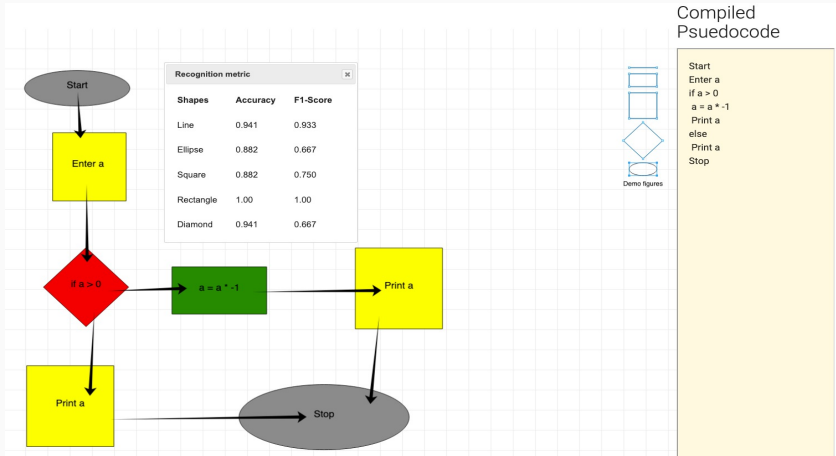 Compiled
Psuedocode
Start
Enter a
if a > 0
a = a * -1
Print a
Print a
Stop
Recognition metric
Shapes Accuracy F1-Score
Line 0.941 0.933
Ellipse 0.882 0.667
Square 0.882 0.750
Rectangle 1.00 1.00
Diamond 0.941 0.667
Demo figures
Start
Enter a
if a > 0
a = a * -1
Print a
else
Print a
Stop